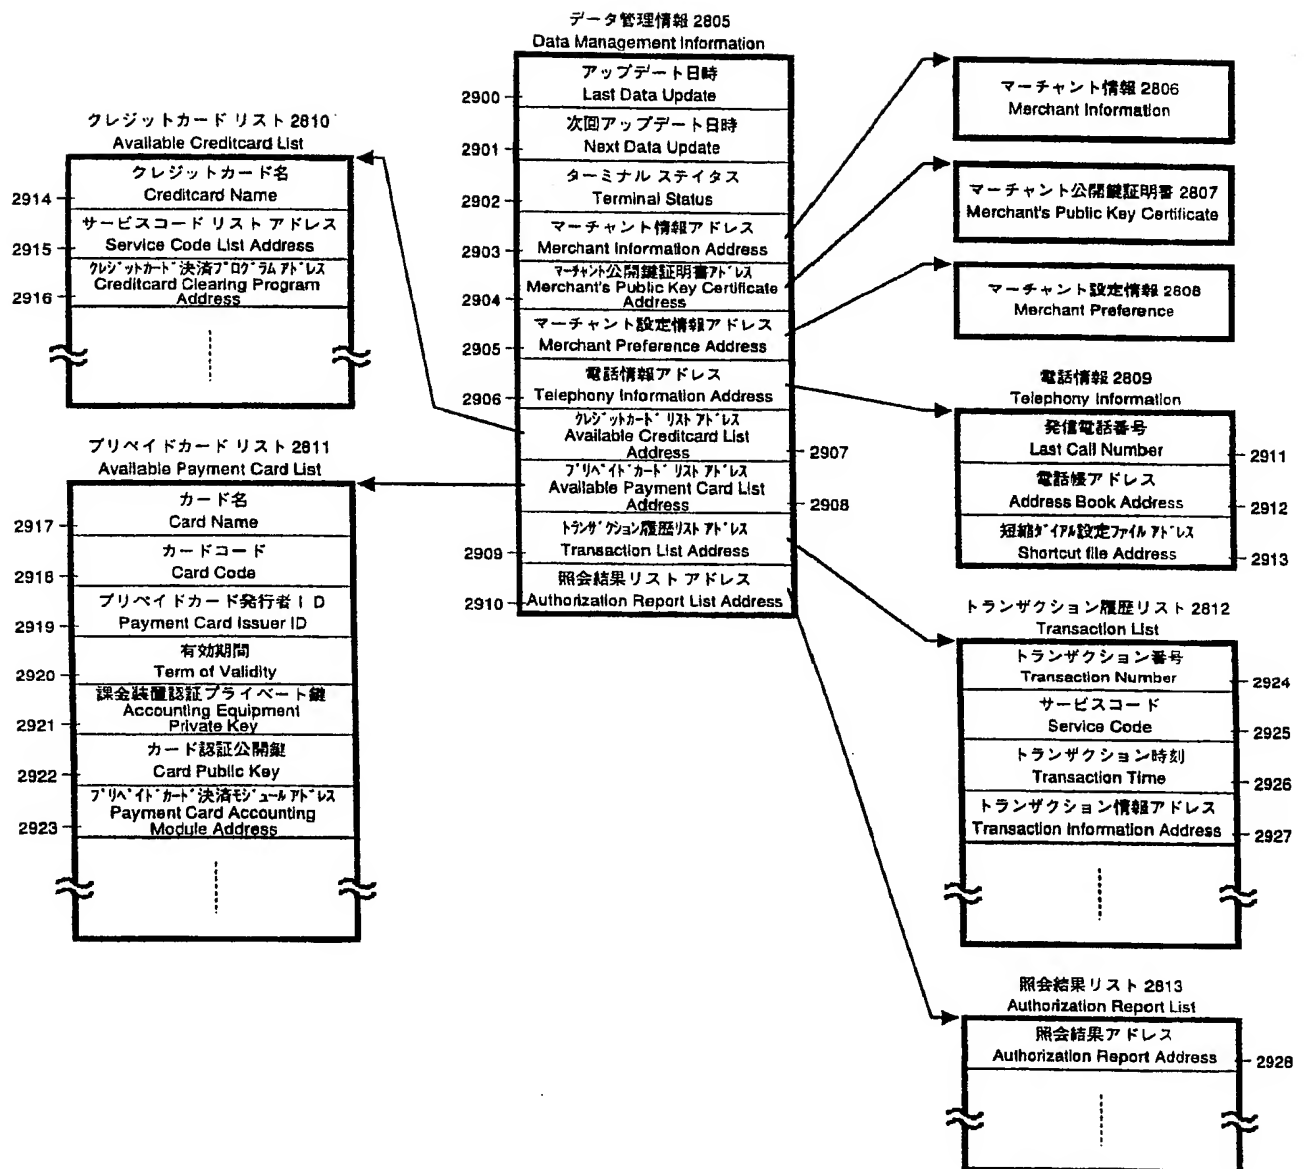 データ管理情報 2805
Data Management Information
アップデート日時
Last Data Update
2900
次回アップデート日時
Next Data Update
2901
ターミナル ステイタス
Terminal Status
2902
マーチャント情報アドレス
Merchant Information Address
2903
マーチャント公開鍵証明書アドレス
Merchant's Public Key Certificate
Address
2904
マーチャント設定情報アドレス
Merchant Preference Address
2905
電話情報アドレス
Telephony Information Address
2906
クレジットカード リスト アドレス
Available Creditcard List
Address
2907
プリペイドカード リスト アドレス
Available Payment Card List
Address
2908
トランザクション履歴リスト アドレス
Transaction List Address
2909
照会結果リスト アドレス
Authorization Report List Address
2910
クレジットカード リスト 2810
Available Creditcard List
クレジットカード名
Creditcard Name
2914
サービスコード リスト アドレス
Service Code List Address
2915
クレジットカード決済プログラム アドレス
Creditcard Clearing Program
Address
2916
プリペイドカード リスト 2811
Available Payment Card List
カード名
Card Name
2917
カードコード
Card Code
2918
プリペイドカード発行者ID
Payment Card Issuer ID
2919
有効期間
Term of Validity
2920
課金装置認証プライベート鍵
Accounting Equipment
Private Key
2921
カード認証公開鍵
Card Public Key
2922
プリペイドカード決済モジュール アドレス
Payment Card Accounting
Module Address
2923
マーチャント情報 2806
Merchant Information
マーチャント公開鍵証明書 2807
Merchant's Public Key Certificate
マーチャント設定情報 2808
Merchant Preference
電話情報 2809
Telephony Information
発信電話番号
Last Call Number
2911
電話帳アドレス
Address Book Address
2912
短縮ダイアル設定ファイル アドレス
Shortcut file Address
2913
トランザクション履歴リスト 2812
Transaction List
トランザクション番号
Transaction Number
2924
サービスコード
Service Code
2925
トランザクション時刻
Transaction Time
2926
トランザクション情報アドレス
Transaction Information Address
2927
照会結果リスト 2813
Authorization Report List
照会結果アドレス
Authorization Report Address
2928